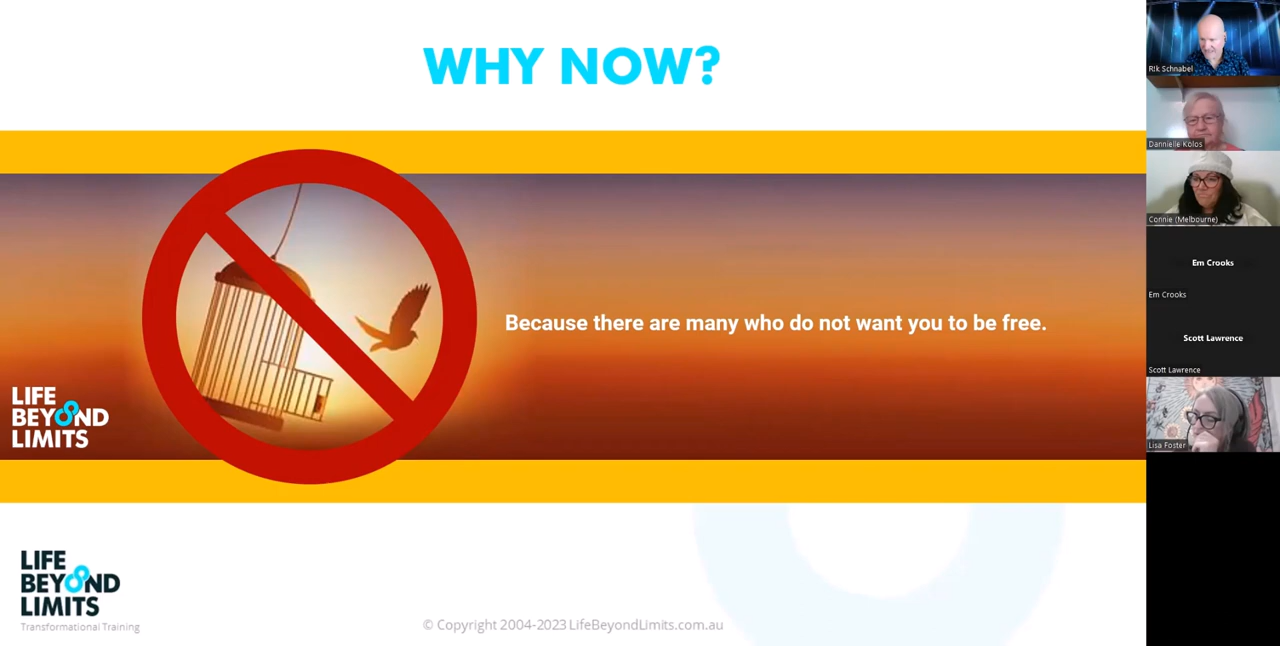 WHY NOW?
Because there are many who do not want you to be free.
LIFE
BEYOND
LIMITS
LIFE
BEYOND
LIMITS
Transformational Training
© Copyright 2004-2023 LifeBeyondLimits.com.au
Rik Schnabel
Dannielle Kolos
Connie (Melbourne)
Em Crooks
Em Crooks
Scott Lawrence
Scott Lawrence
Lisa Foster